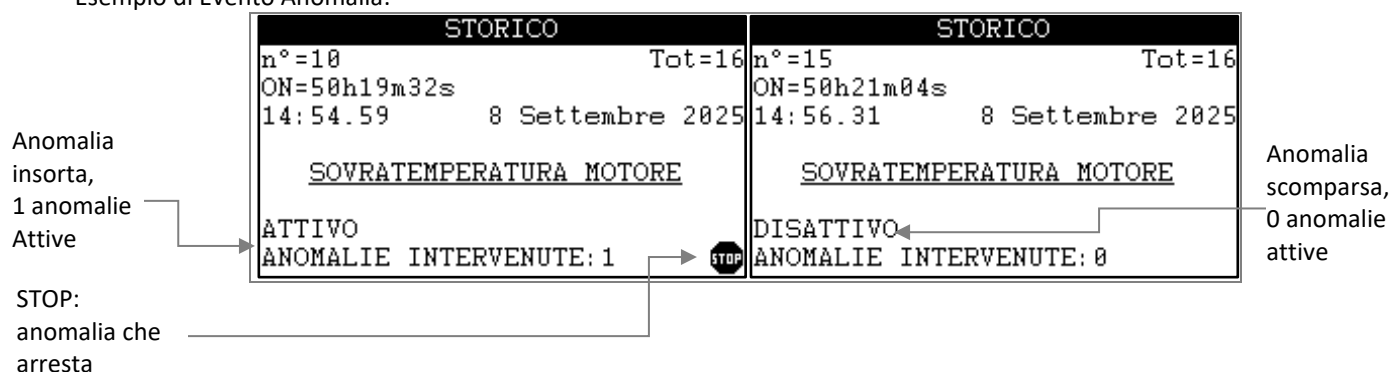 Esempio di Evento Anomalia:
STORICO
n°=10 Tot=16
ON=50h19m32s
14:54.59 8 Settembre 2025
SOVRATEMPERATURA MOTORE
ATTIVO
ANOMALIE INTERVENUTE:1
STOP
STORICO
n°=15 Tot=16
ON=50h21m04s
14:56.31 8 Settembre 2025
SOVRATEMPERATURA MOTORE
DISATTIVO
ANOMALIE INTERVENUTE:0
Anomalia
insorta,
1 anomalie
Attive
STOP:
anomalia che
arresta
Anomalia
scomparsa,
0 anomalie
attive